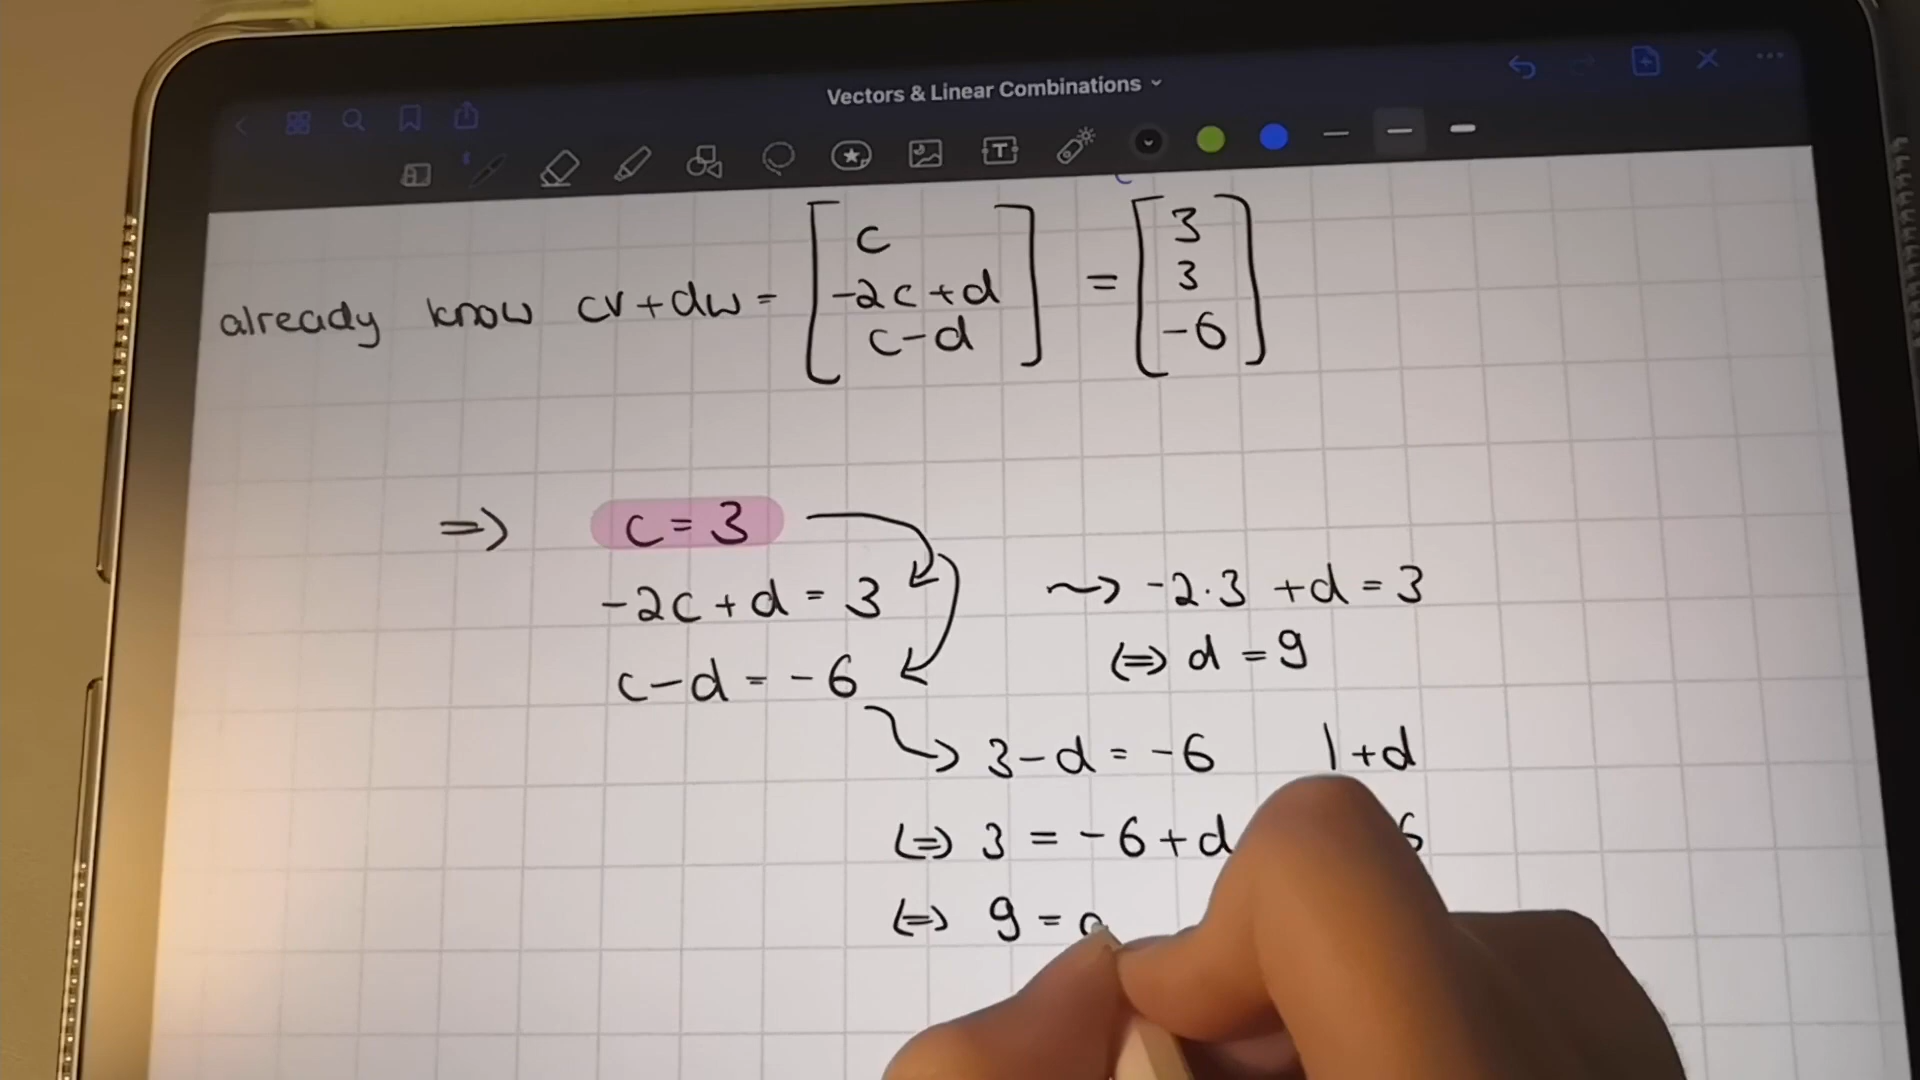 Vectors & Linear Combinations
already know cv+dw = [c -2c+d c-d] = [3 3 -6]
=> c = 3
-2c+d = 3 ~> -2·3 +d = 3
<=> d = 9
c-d = -6
3-d = -6 | +d
<=> 3 = -6+d 6
<=> 9 =